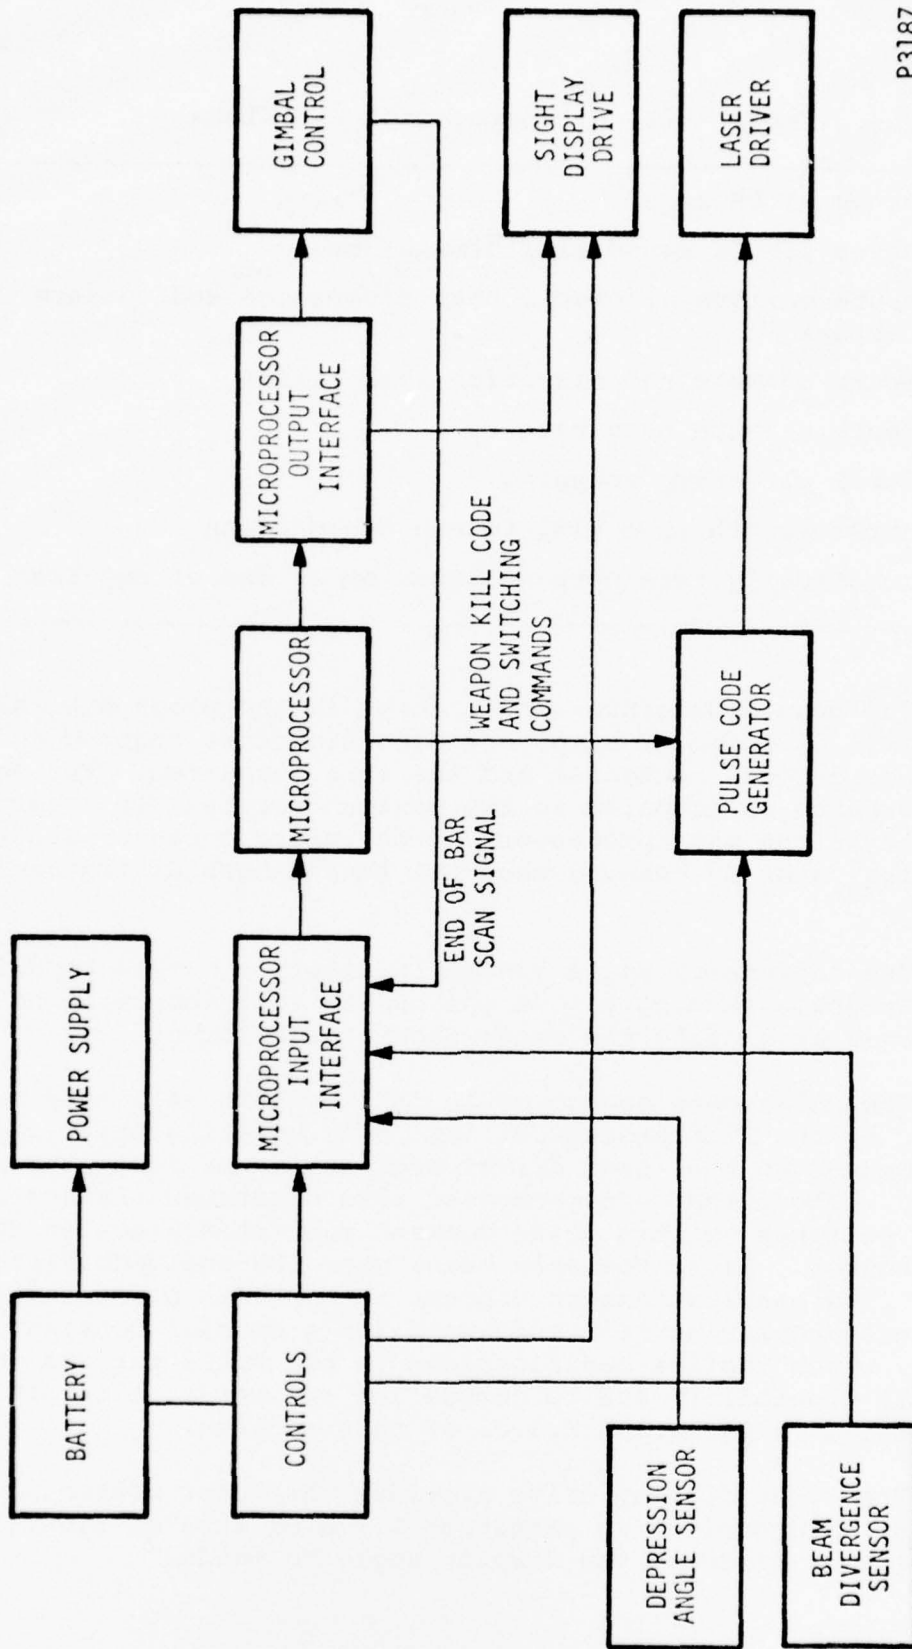 BATTERY
POWER SUPPLY
CONTROLS
MICROPROCESSOR
INPUT
INTERFACE
MICROPROCESSOR
MICROPROCESSOR
OUTPUT
INTERFACE
GIMBAL
CONTROL
END OF BAR
SCAN SIGNAL
WEAPON KILL CODE
AND SWITCHING
COMMANDS
SIGHT
DISPLAY
DRIVE
DEPRESSION
ANGLE SENSOR
PULSE CODE
GENERATOR
LASER
DRIVER
BEAM
DIVERGENCE
SENSOR
P3187